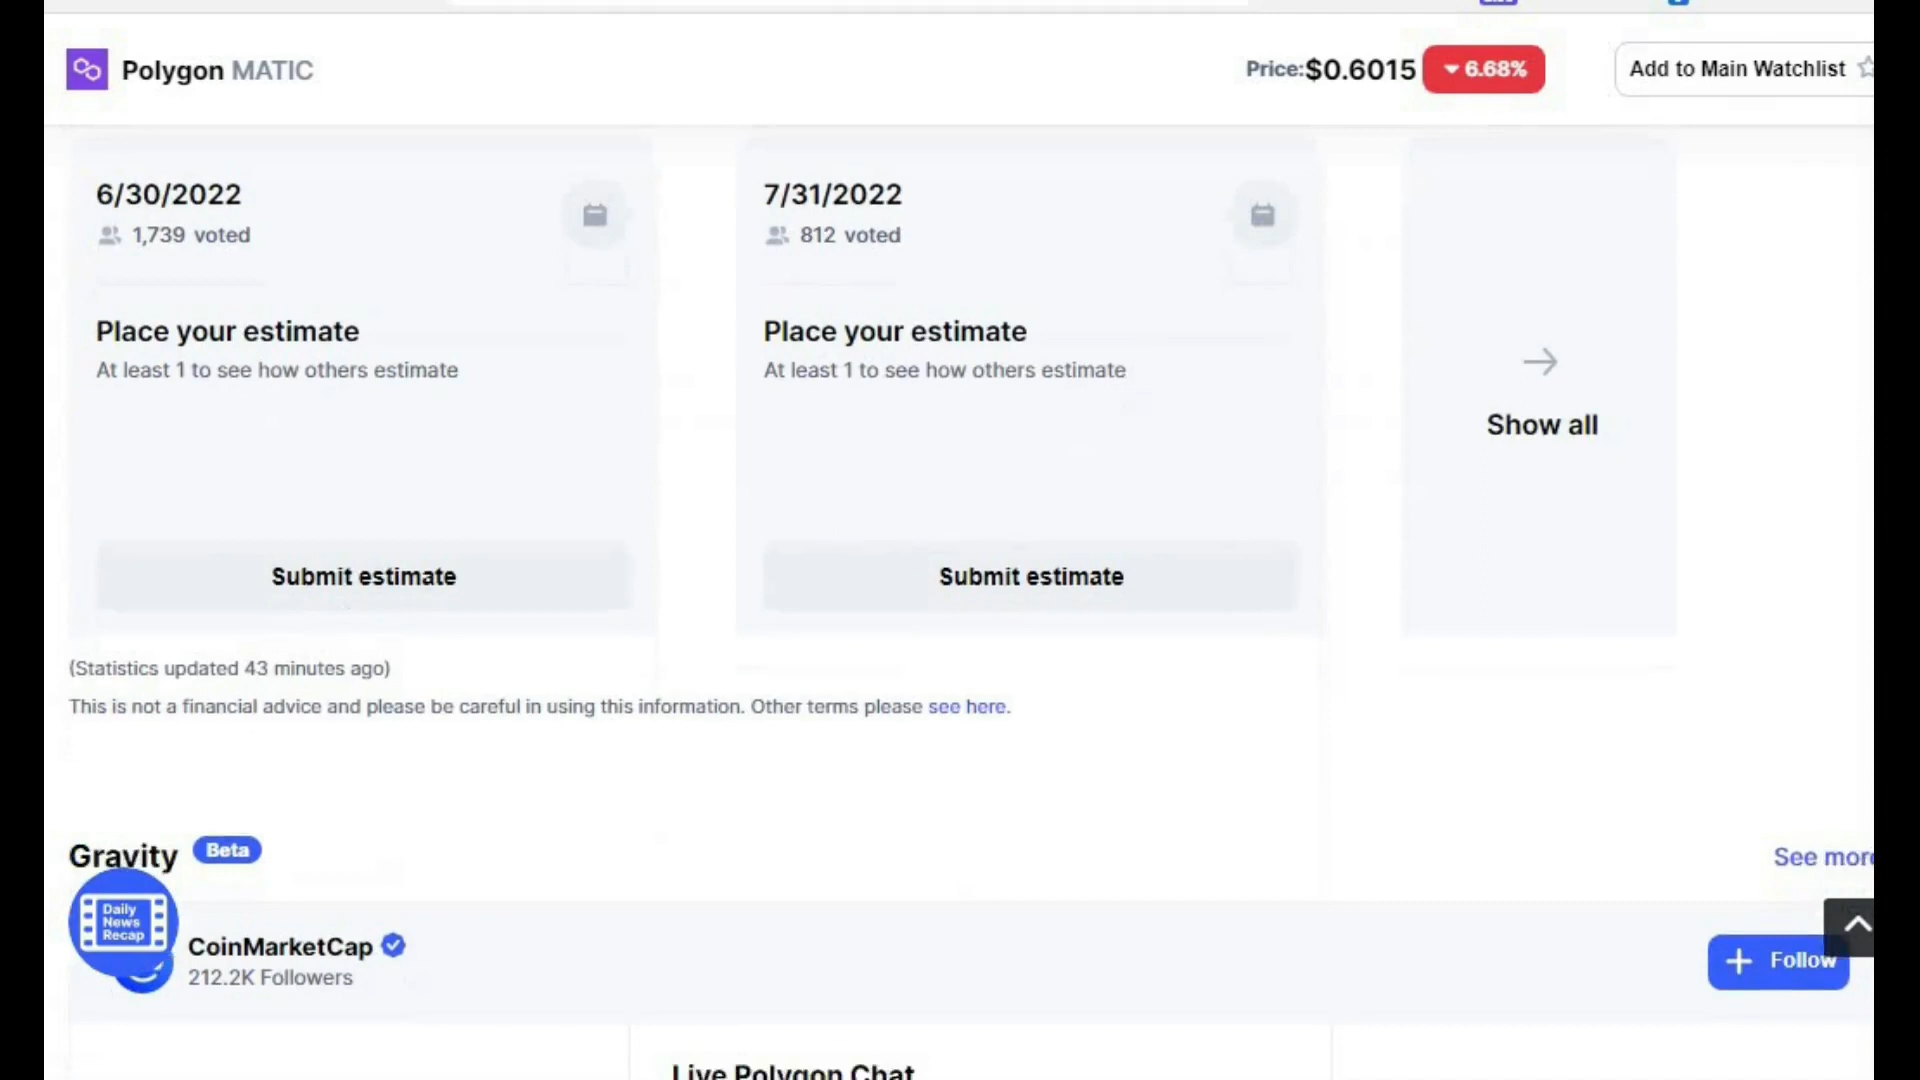 Polygon MATIC
Price:$0.6015 6.68%
Add to Main Watchlist
6/30/2022
1,739 voted
Place your estimate
At least 1 to see how others estimate
Submit estimate
7/31/2022
812 voted
Place your estimate
At least 1 to see how others estimate
Submit estimate
Show all
(Statistics updated 43 minutes ago)
This is not a financial advice and please be careful in using this information. Other terms please see here.
Gravity Beta
See more
Daily
News
Recap
CoinMarketCap
212.2K Followers
Follow
Live Polygon Chat